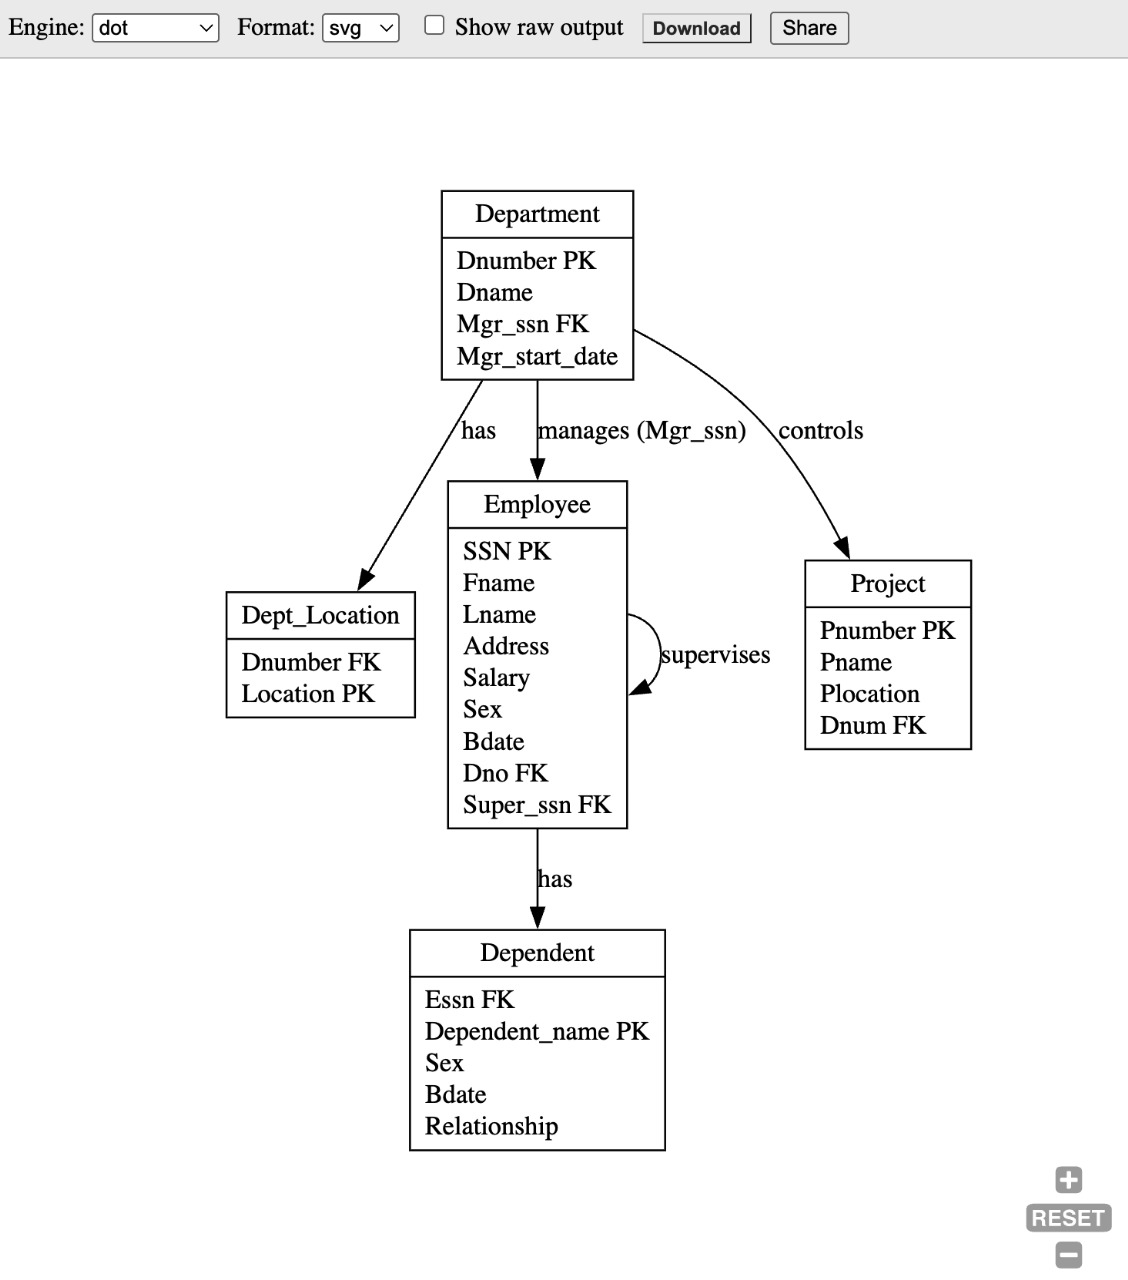 Engine: dot Format: svg Show raw output Download Share
Department
Dnumber PK
Dname
Mgr_ssn FK
Mgr_start_date
has
manages (Mgr_ssn)
controls
Employee
SSN PK
Fname
Lname
Address
Salary
Sex
Bdate
Dno FK
Super_ssn FK
supervises
Dept_Location
Dnumber FK
Location PK
Project
Pnumber PK
Pname
Plocation
Dnum FK
has
Dependent
Essn FK
Dependent_name PK
Sex
Bdate
Relationship
RESET